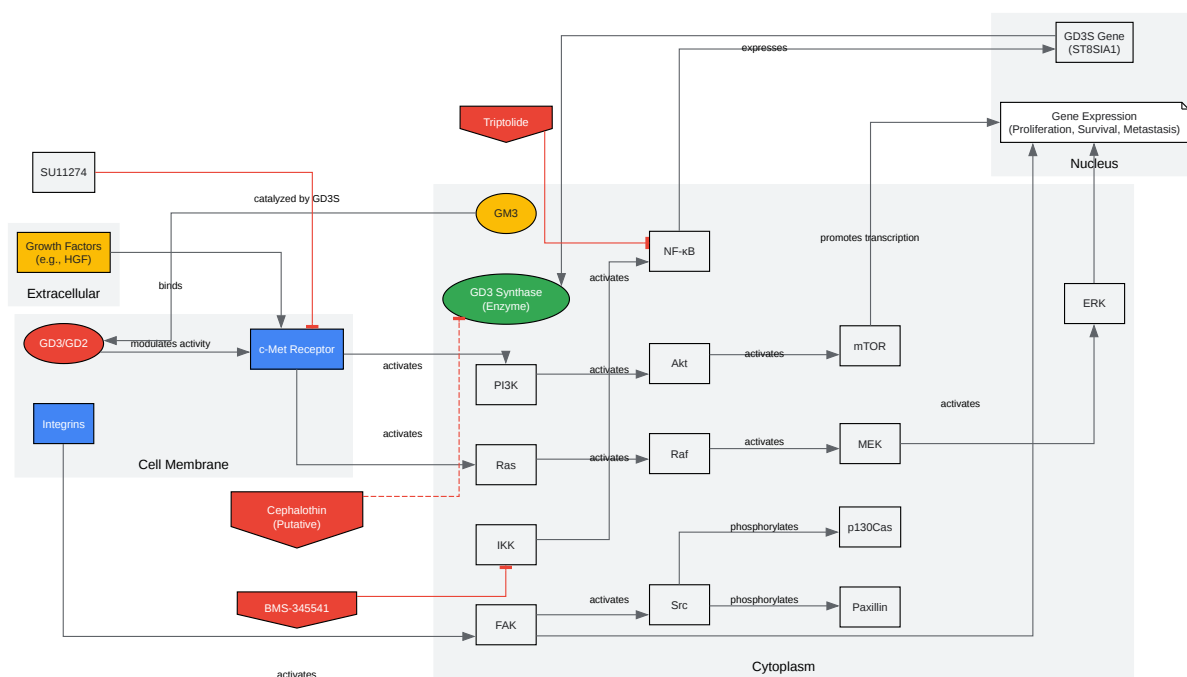 GD3S Gene
(ST8SIA1)
expresses
Triptolide
Gene Expression
(Proliferation, Survival, Metastasis)
Nucleus
SU11274
catalyzed by GD3S
GM3
promotes transcription
Growth Factors
(e.g., HGF)
NF-κB
Extracellular
binds
activates
GD3 Synthase
(Enzyme)
ERK
GD3/GD2
modulates activity
c-Met Receptor
activates
PI3K
activates
Akt
activates
mTOR
Integrins
activates
activates
Cell Membrane
Ras
activates
Raf
activates
MEK
Cephalothin
(Putative)
IKK
phosphorylates
p130Cas
BMS-345541
FAK
activates
Src
phosphorylates
Paxillin
Cytoplasm
activates